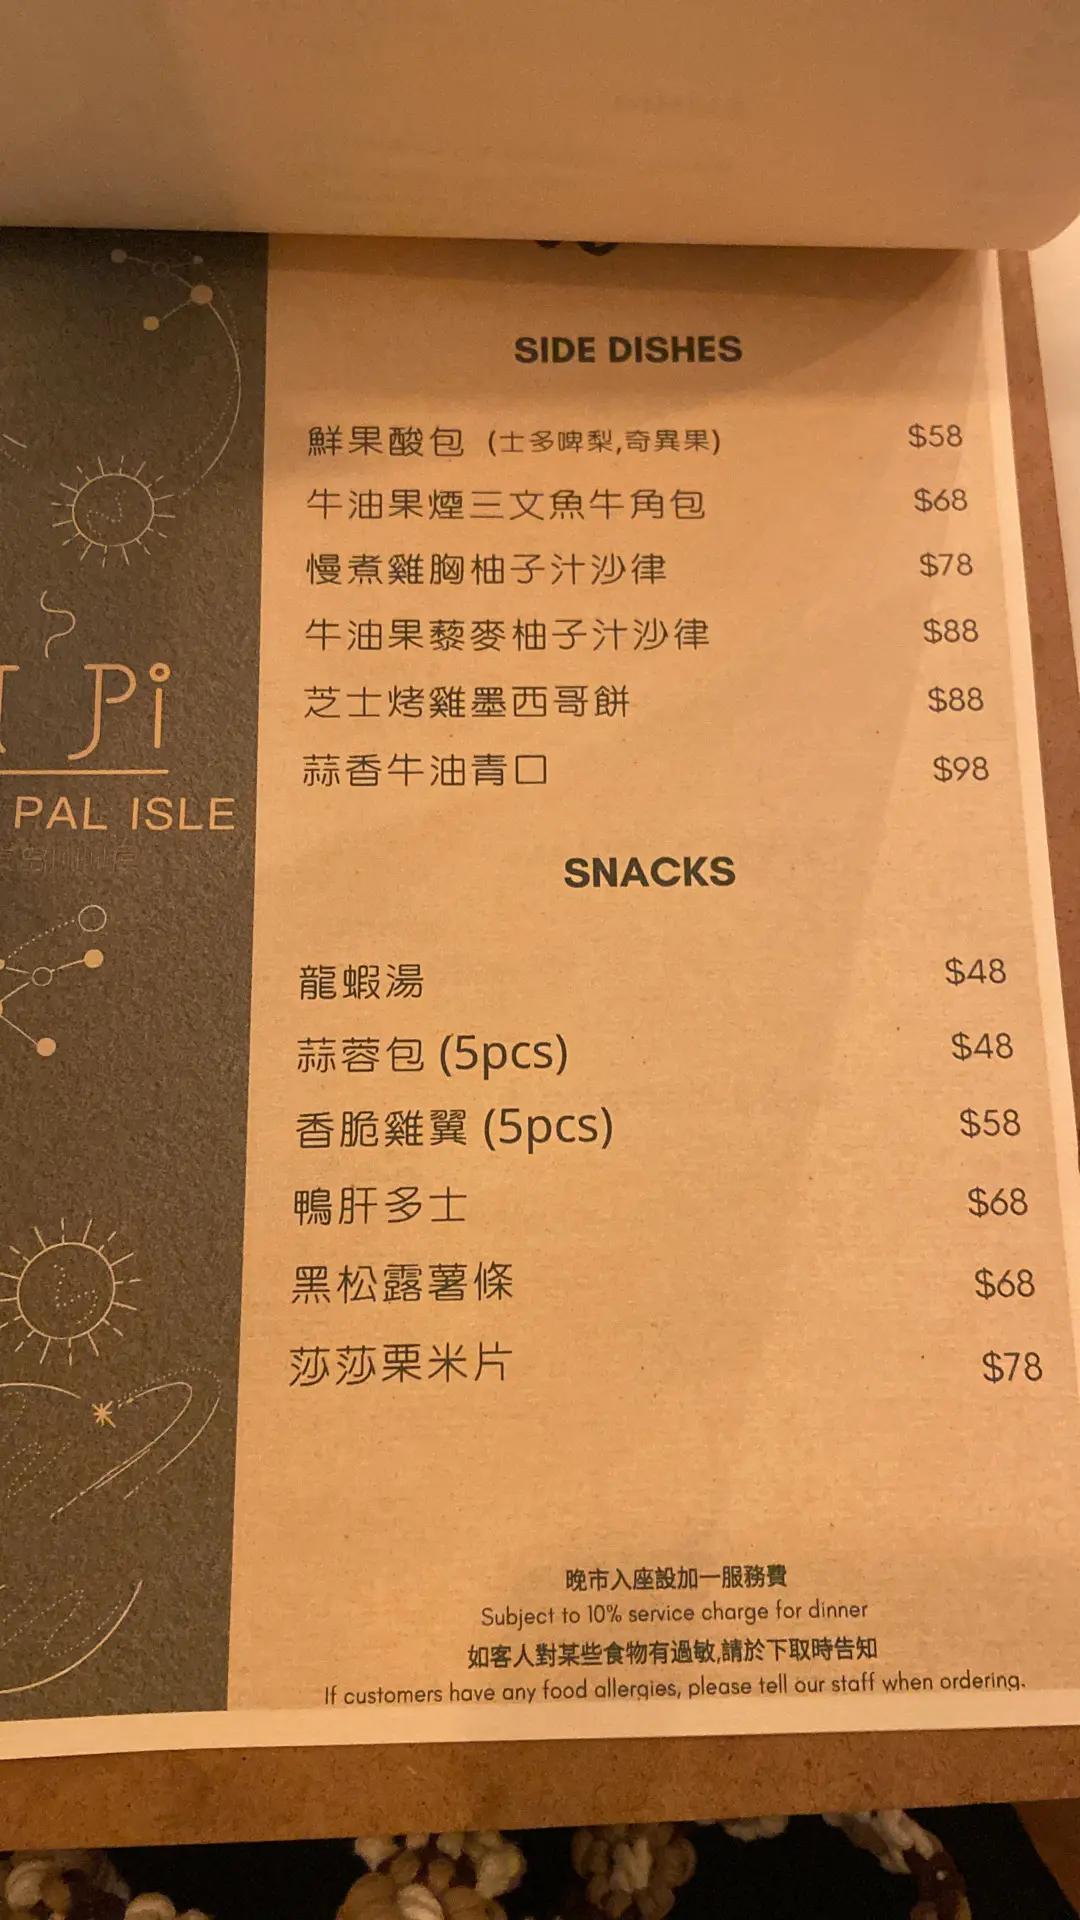 Pi
PAL ISLE
SIDE DISHES
鮮果酸包 (士多啤梨,奇異果) $58
牛油果煙三文魚牛角包 $68
慢煮雞胸柚子汁沙律 $78
牛油果藜麥柚子汁沙律 $88
芝士烤雞墨西哥餅 $88
蒜香牛油青口 $98
SNACKS
龍蝦湯 $48
蒜蓉包 (5pcs) $48
香脆雞翼 (5pcs) $58
鴨肝多士 $68
黑松露薯條 $68
莎莎粟米片 $78
晚市入座設加一服務費
Subject to 10% service charge for dinner
如客人對某些食物有過敏,請於下取時告知
If customers have any food allergies, please tell our staff when ordering.